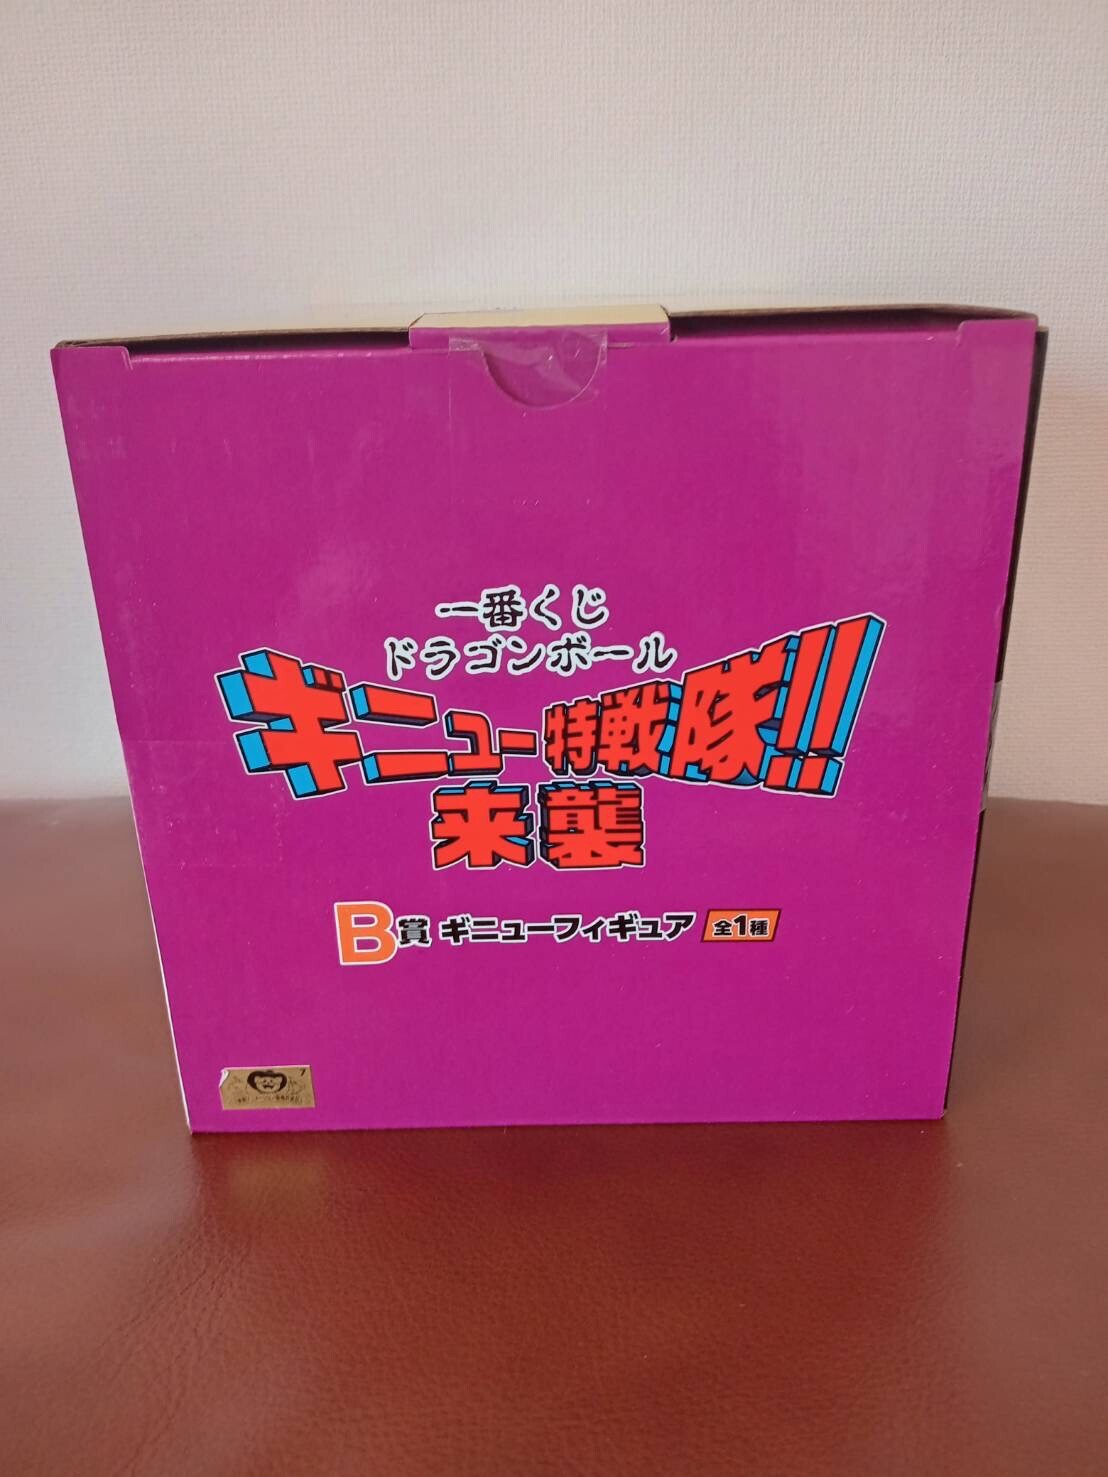 一番くじ
ドラゴンボール
ギニュー特戦隊!!
来襲
B賞 ギニューフィギュア 全1種
7